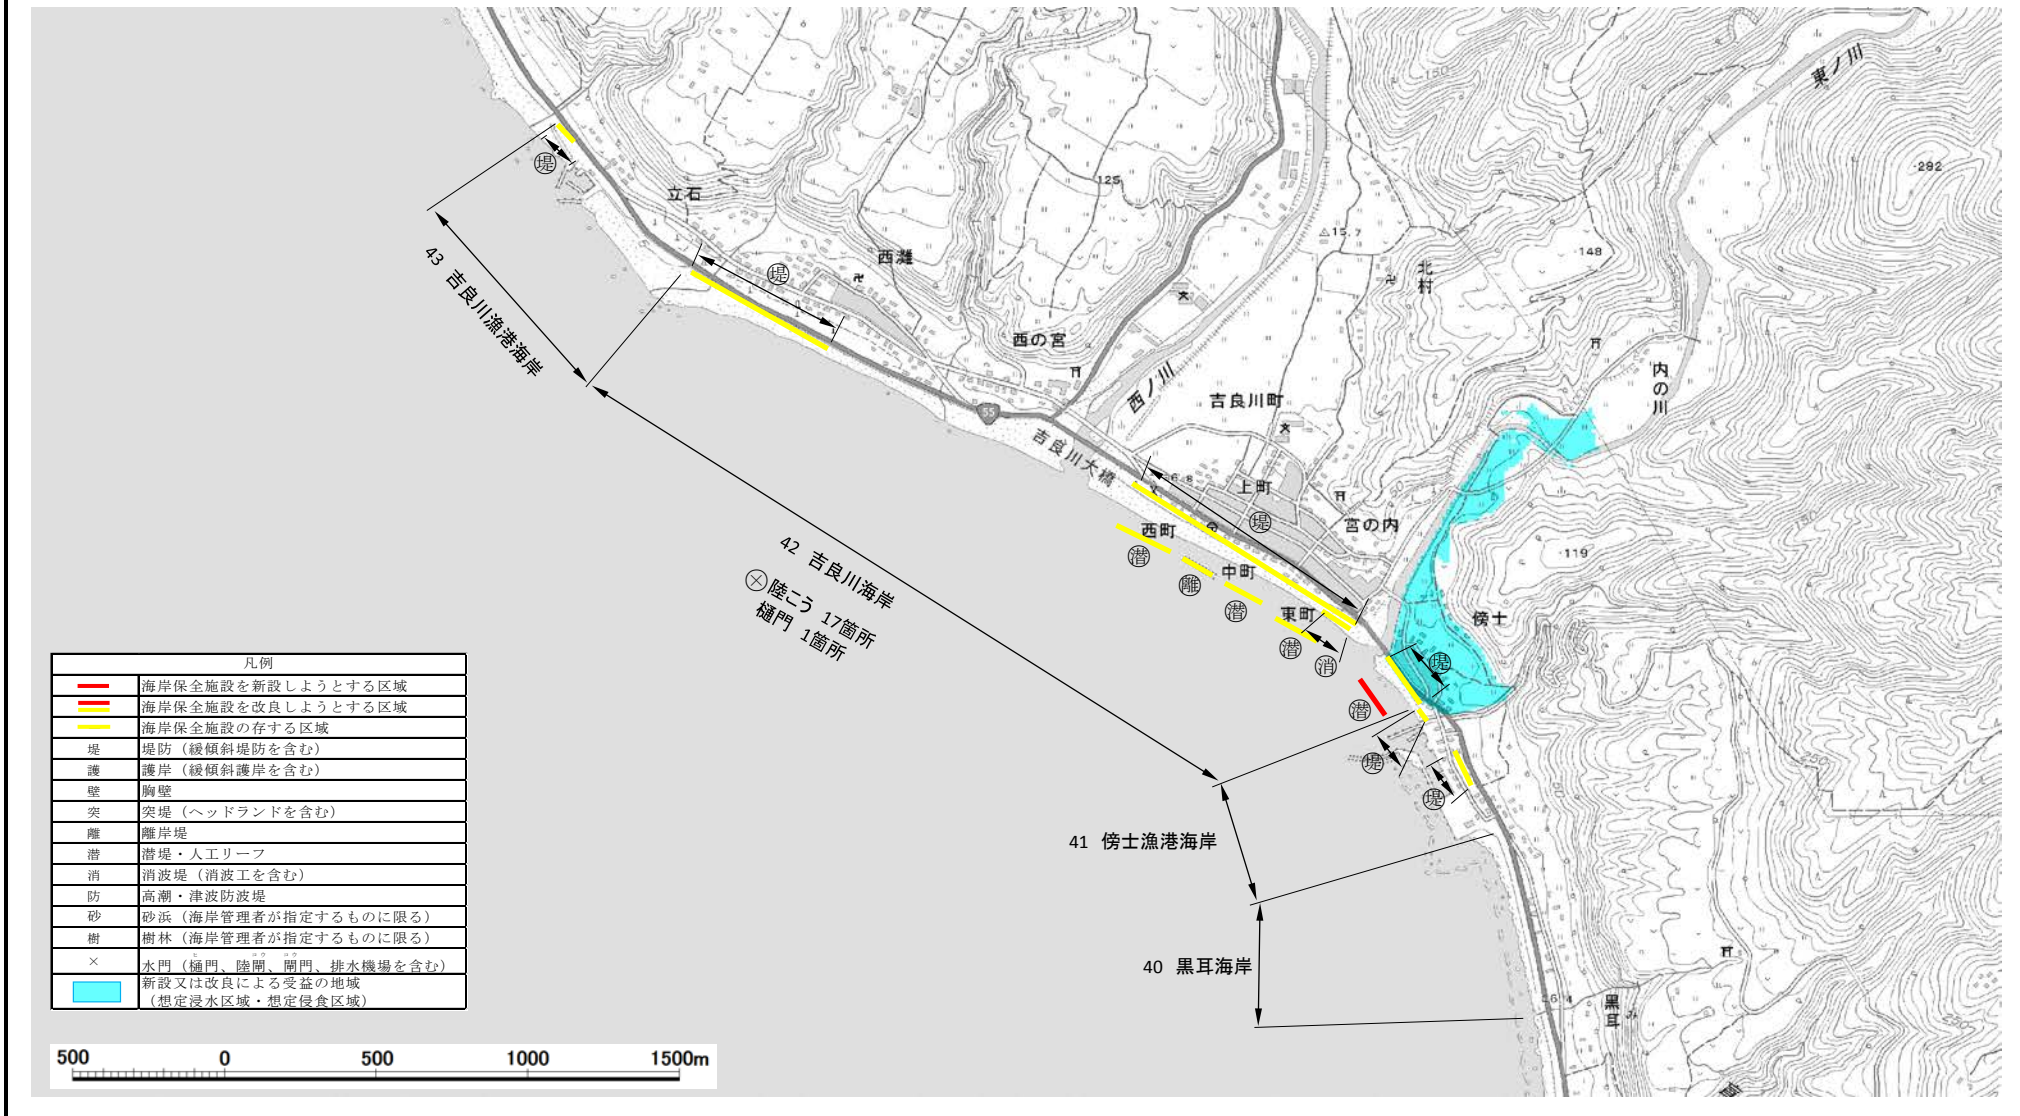 東ノ川
150
・282
125
立石
堤
西灘
△15.7
・148
北村
43 吉良川漁港海岸
堤
西の宮
西ノ川
吉良川町
内の川
55
吉良川大橋
6.8
上町
宮の内
150
・119
西町
堤
潜
離
中町
潜
東町
潜
消
傍士
堤
42 吉良川海岸
×陸こう 17箇所
樋門 1箇所
潜
堤
堤
41 傍士漁港海岸
40 黒耳海岸
黒耳
250
凡例
海岸保全施設を新設しようとする区域
海岸保全施設を改良しようとする区域
海岸保全施設の存する区域
堤 堤防（緩傾斜堤防を含む）
護 護岸（緩傾斜護岸を含む）
壁 胸壁
突 突堤（ヘッドランドを含む）
離 離岸堤
潜 潜堤・人工リーフ
消 消波堤（消波工を含む）
防 高潮・津波防波堤
砂 砂浜（海岸管理者が指定するものに限る）
樹 樹林（海岸管理者が指定するものに限る）
× 水門（樋門、陸閘、閘門、排水機場を含む）
新設又は改良による受益の地域
（想定浸水区域・想定侵食区域）
500 0 500 1000 1500m